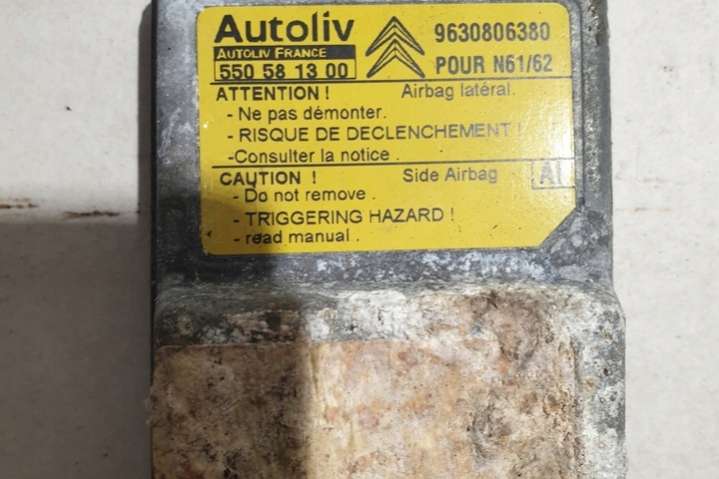 Autoliv 9630806380
AUTOLIV FRANCE
550 58 13 00 POUR N61/62
ATTENTION ! Airbag latéral.
- Ne pas démonter.
- RISQUE DE DECLENCHEMENT !
-Consulter la notice .
CAUTION ! Side Airbag AI
- Do not remove .
- TRIGGERING HAZARD !
- read manual .